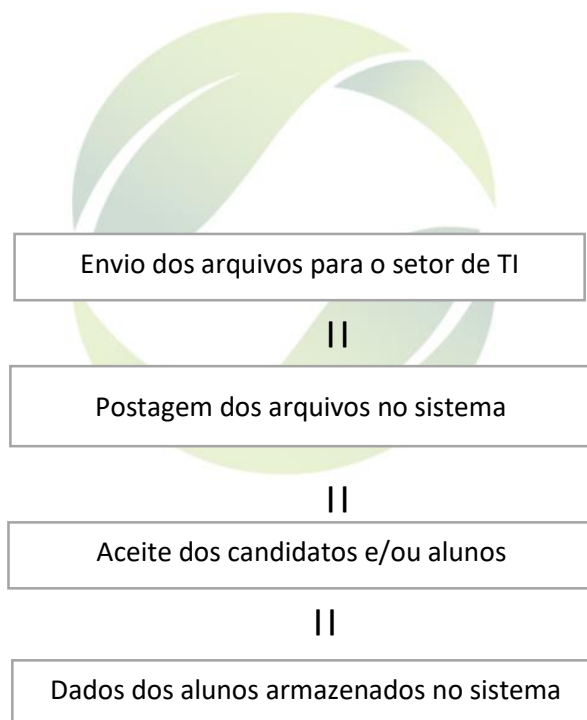 Envio dos arquivos para o setor de TI
Postagem dos arquivos no sistema
Aceite dos candidatos e/ou alunos
Dados dos alunos armazenados no sistema